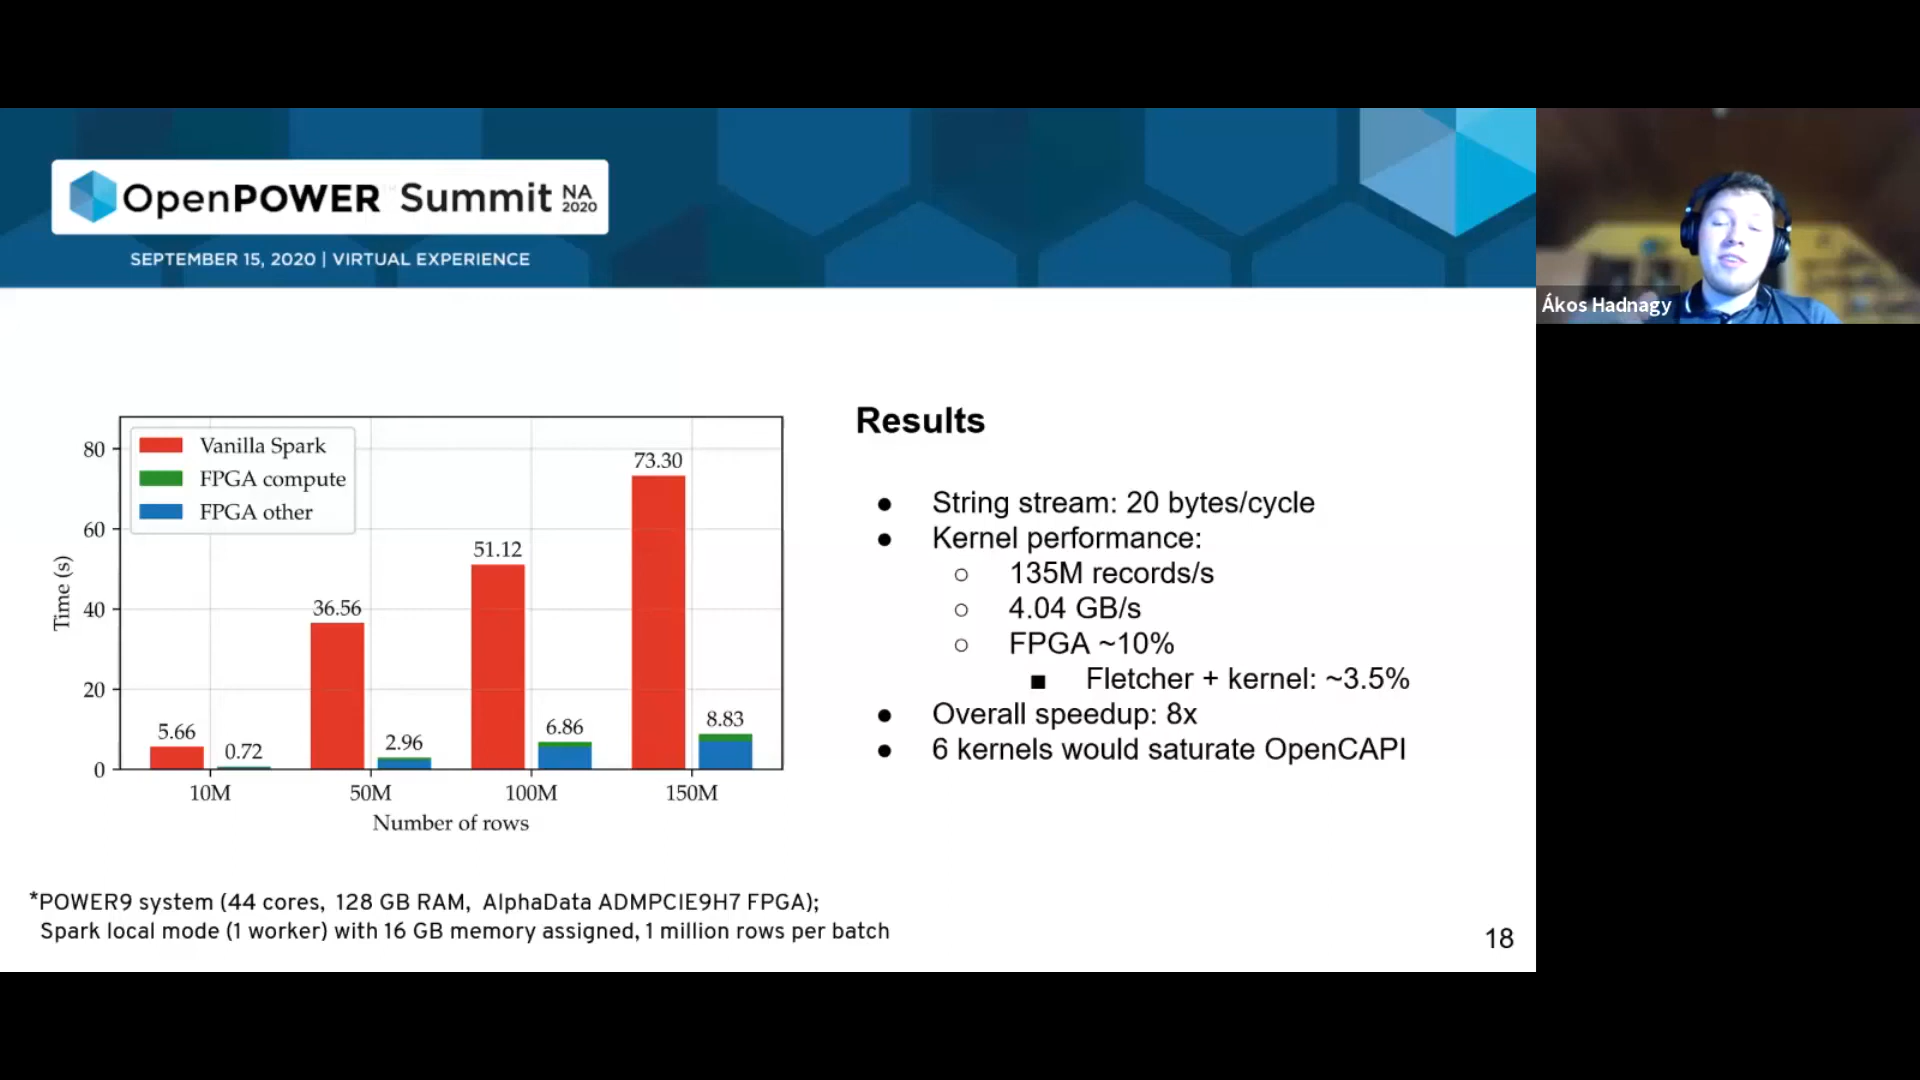 OpenPOWER™ Summit NA 2020
SEPTEMBER 15, 2020 | VIRTUAL EXPERIENCE
Ákos Hadnagy
Vanilla Spark
FPGA compute
FPGA other
Time (s)
80
60
40
20
0
5.66
0.72
36.56
2.96
51.12
6.86
73.30
8.83
10M
50M
100M
150M
Number of rows
Results
● String stream: 20 bytes/cycle
● Kernel performance:
○ 135M records/s
○ 4.04 GB/s
○ FPGA ~10%
■ Fletcher + kernel: ~3.5%
● Overall speedup: 8x
● 6 kernels would saturate OpenCAPI
*POWER9 system (44 cores, 128 GB RAM, AlphaData ADMPCIE9H7 FPGA);
Spark local mode (1 worker) with 16 GB memory assigned, 1 million rows per batch
18